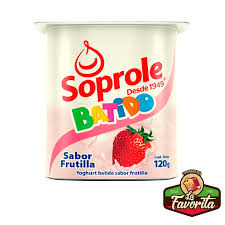 Soprole
Desde 1949
BATIDO
Sabor
Frutilla
Cont. Neto
120g
Yoghurt batido sabor frutilla
La
Favorita